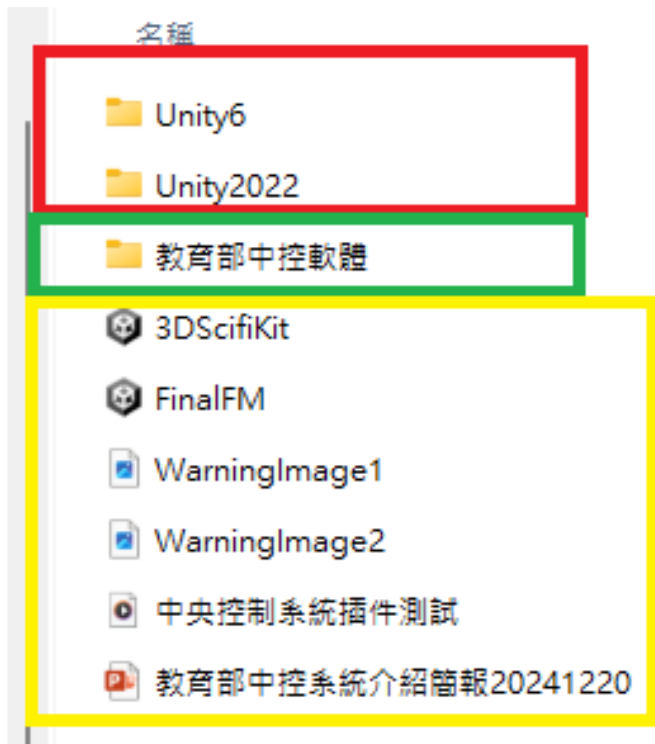 名稱
Unity6
Unity2022
教育部中控軟體
3DScifiKit
FinalFM
WarningImage1
WarningImage2
中央控制系統插件測試
教育部中控系統介紹簡報20241220